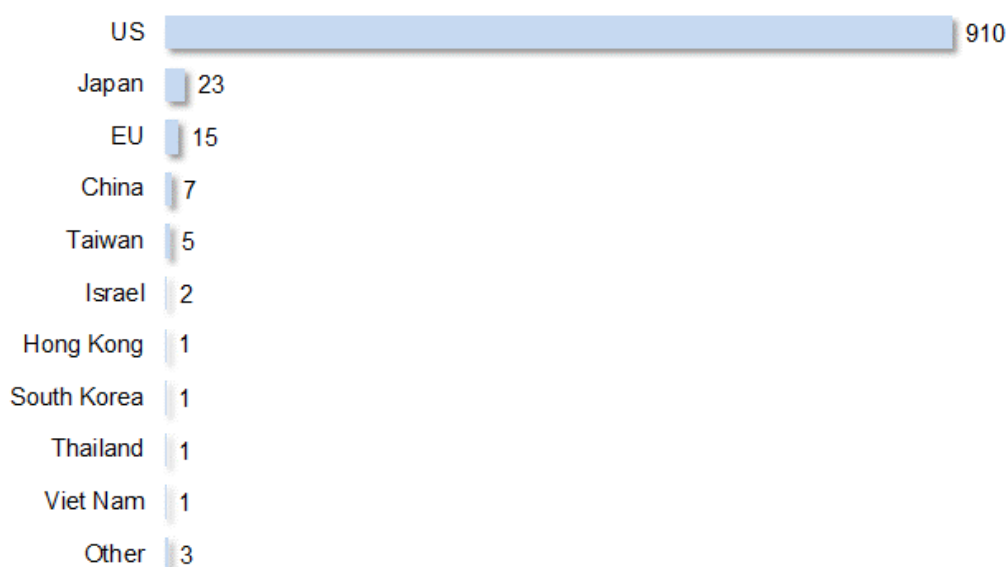 US 910
Japan 23
EU 15
China 7
Taiwan 5
Israel 2
Hong Kong 1
South Korea 1
Thailand 1
Viet Nam 1
Other 3